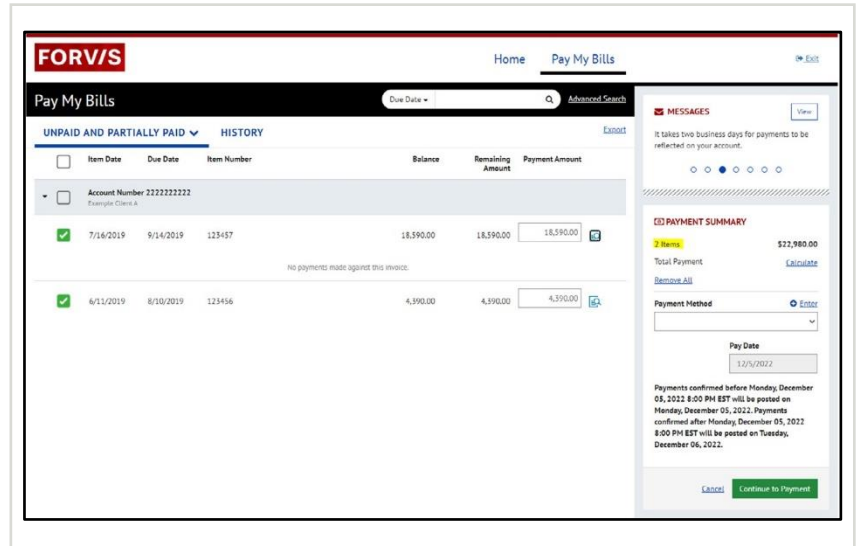 FORV/S
Home Pay My Bills Exit
Pay My Bills Due Date Advanced Search
UNPAID AND PARTIALLY PAID HISTORY Export
Item Date Due Date Item Number Balance Remaining Amount Payment Amount
Account Number 2222222222
Example Client A
7/16/2019 9/14/2019 123457 18,590.00 18,590.00 18,590.00
No payments made against this invoice.
6/11/2019 8/10/2019 123456 4,390.00 4,390.00 4,390.00
MESSAGES View
It takes two business days for payments to be
reflected on your account.
PAYMENT SUMMARY
2 Items $22,980.00
Total Payment Calculate
Remove All
Payment Method Enter
Pay Date
12/5/2022
Payments confirmed before Monday, December
05, 2022 8:00 PM EST will be posted on
Monday, December 05, 2022. Payments
confirmed after Monday, December 05, 2022
8:00 PM EST will be posted on Tuesday,
December 06, 2022.
Cancel Continue to Payment